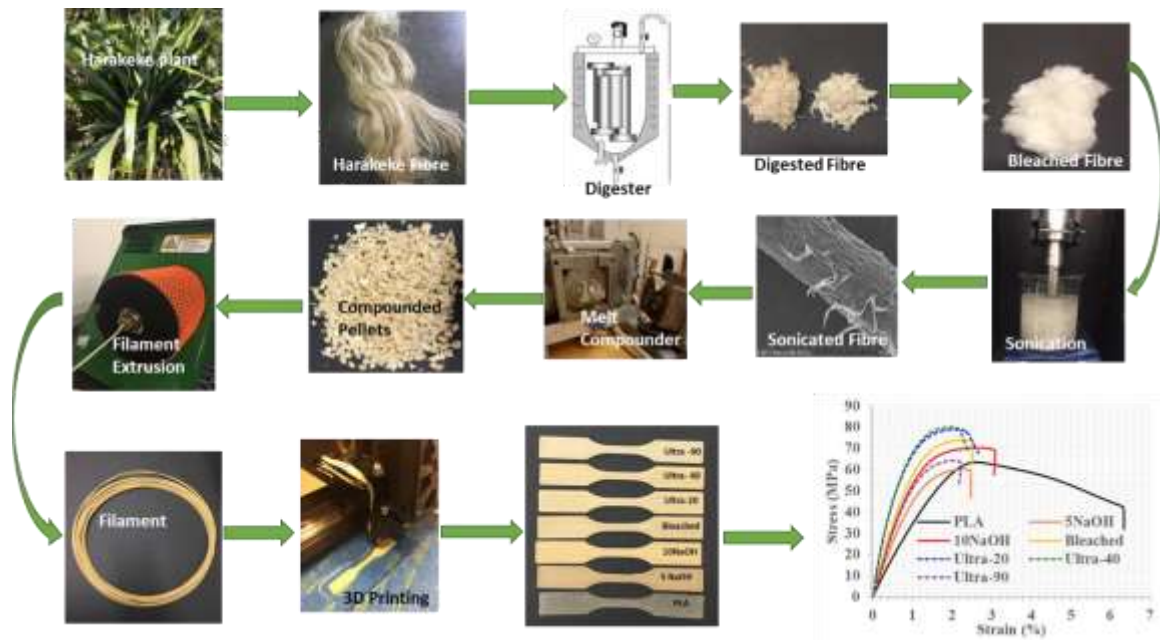 Harakeke plant
Harakeke Fibre
Digester
Digested Fibre
Bleached Fibre
Filament
Extrusion
Compounded
Pellets
Melt
Compounder
Sonicated Fibre
Sonication
Filament
3D Printing
Ultra -90
Ultra- 40
Ultra-20
Bleached
10NaOH
5 NaOH
PLA
90
80
70
60
50
40
30
20
10
0
Stress (MPa)
PLA
5NaOH
10NaOH
Bleached
Ultra-20
Ultra-40
Ultra-90
0 1 2 3 4 5 6 7
Strain (%)